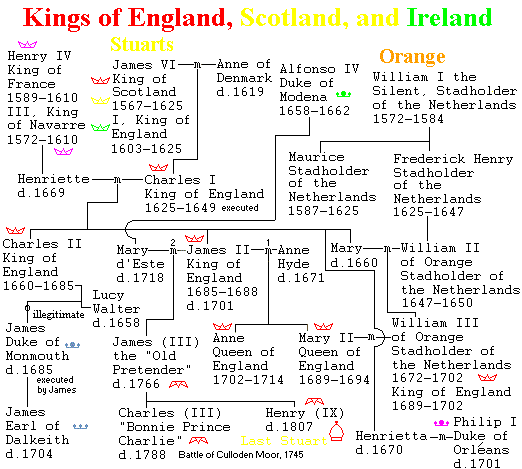 Kings of England, Scotland, and Ireland
Stuarts
Orange
Henry IV
King of
France
1589-1610
III, King
of Navarre
1572-1610
James VI
King of
Scotland
1567-1625
I, King of
England
1603-1625
m
Anne of
Denmark
d.1619
Alfonso IV
Duke of
Modena
1658-1662
William I the
Silent, Stadholder
of the Netherlands
1572-1584
Maurice
Stadholder
of the
Netherlands
1587-1625
Frederick Henry
Stadholder
of the
Netherlands
1625-1647
Henriette
d.1669
m
Charles I
King of England
1625-1649 executed
Charles II
King of
England
1660-1685
Mary
d'Este
d.1718
2
m
James II
King of
England
1685-1688
d.1701
1
m
Anne
Hyde
d.1671
Mary
d.1660
m
William II
of Orange
Stadholder of
the Netherlands
1647-1650
Lucy
Walter
d.1658
illegitimate
James
Duke of
Monmouth
d.1685
executed
by James
James (III)
the "Old
Pretender"
d.1766
Anne
Queen of
England
1702-1714
Mary II
Queen of
England
1689-1694
m
William III
of Orange
Stadholder of
the Netherlands
1672-1702
King of England
1689-1702
James
Earl of
Dalkeith
d.1704
Charles (III)
"Bonnie Prince
Charlie"
d.1788
Battle of Culloden Moor, 1745
Henry (IX)
d.1807
Last Stuart
Henrietta
d.1670
m
Philip I
Duke of
Orléans
d.1701